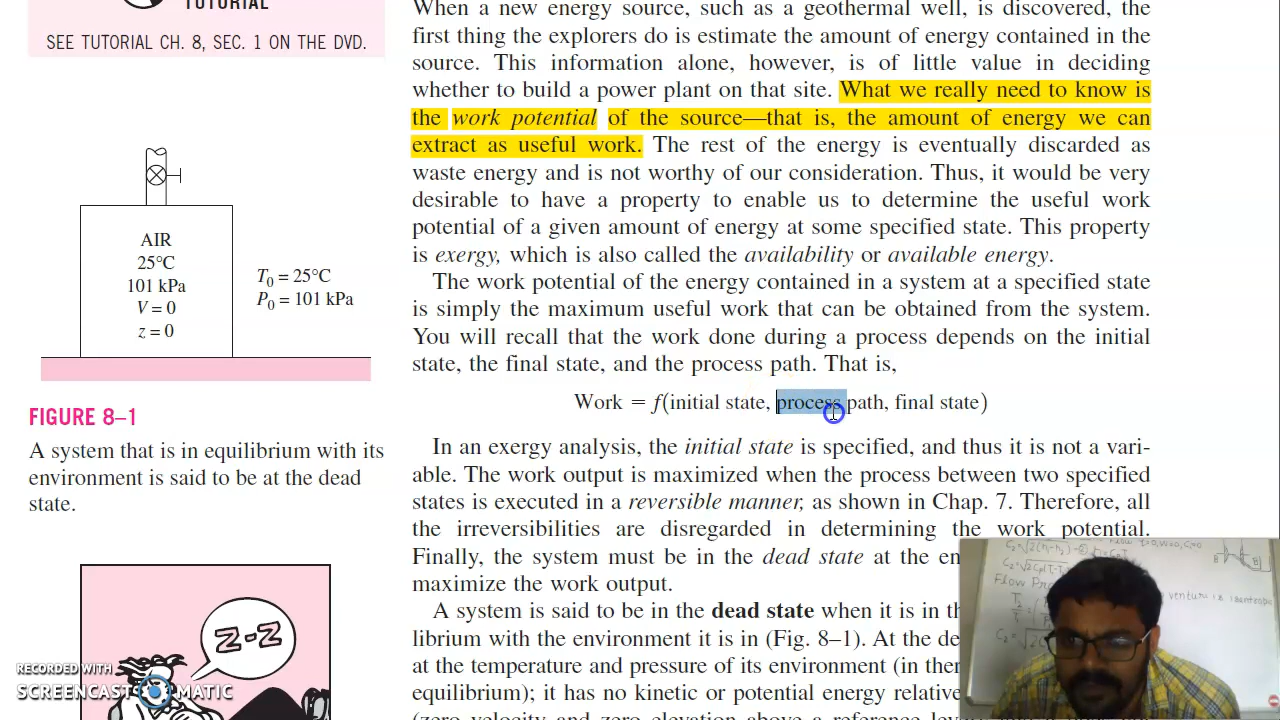 TUTORIAL
SEE TUTORIAL CH. 8, SEC. 1 ON THE DVD.
AIR
25°C
101 kPa
V = 0
z = 0
T0 = 25°C
P0 = 101 kPa
FIGURE 8–1
A system that is in equilibrium with its
environment is said to be at the dead
state.
z-z
RECORDED WITH
SCREENCAST MATIC
When a new energy source, such as a geothermal well, is discovered, the
first thing the explorers do is estimate the amount of energy contained in the
source. This information alone, however, is of little value in deciding
whether to build a power plant on that site. What we really need to know is
the work potential of the source—that is, the amount of energy we can
extract as useful work. The rest of the energy is eventually discarded as
waste energy and is not worthy of our consideration. Thus, it would be very
desirable to have a property to enable us to determine the useful work
potential of a given amount of energy at some specified state. This property
is exergy, which is also called the availability or available energy.
The work potential of the energy contained in a system at a specified state
is simply the maximum useful work that can be obtained from the system.
You will recall that the work done during a process depends on the initial
state, the final state, and the process path. That is,
Work = f(initial state, process path, final state)
In an exergy analysis, the initial state is specified, and thus it is not a vari-
able. The work output is maximized when the process between two specified
states is executed in a reversible manner, as shown in Chap. 7. Therefore, all
the irreversibilities are disregarded in determining the work potential.
Finally, the system must be in the dead state at the
maximize the work output.
A system is said to be in the dead state when it is in
librium with the environment it is in (Fig. 8–1). At the
at the temperature and pressure of its environment (in
equilibrium); it has no kinetic or potential energy
(zero velocity and zero elevation above a reference
Flow